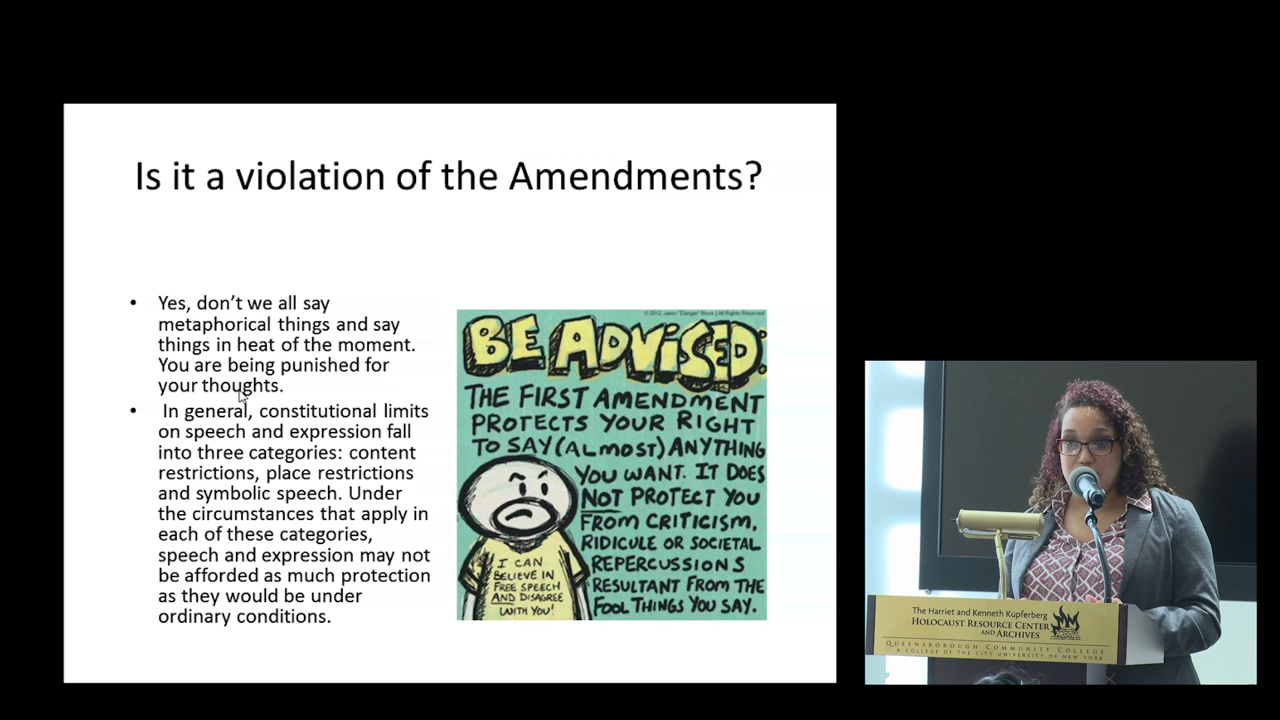 Is it a violation of the Amendments?
• Yes, don't we all say
metaphorical things and say
things in heat of the moment.
You are being punished for
your thoughts.
• In general, constitutional limits
on speech and expression fall
into three categories: content
restrictions, place restrictions
and symbolic speech. Under
the circumstances that apply in
each of these categories,
speech and expression may not
be afforded as much protection
as they would be under
ordinary conditions.
© 2012 Jason "Danger" Block | All Rights Reserved
BE ADVISED:
THE FIRST AMENDMENT
PROTECTS YOUR RIGHT
TO SAY (ALMOST) ANYTHING
YOU WANT. IT DOES
NOT PROTECT YOU
FROM CRITICISM,
RIDICULE OR SOCIETAL
REPERCUSSIONS
RESULTANT FROM THE
FOOL THINGS YOU SAY.
I CAN
BELIEVE IN
FREE SPEECH
AND DISAGREE
WITH YOU!
The Harriet and Kenneth Kupferberg
HOLOCAUST RESOURCE CENTER
AND ARCHIVES
QUEENSBOROUGH COMMUNITY COLLEGE
A COLLEGE OF THE CITY UNIVERSITY OF NEW YORK